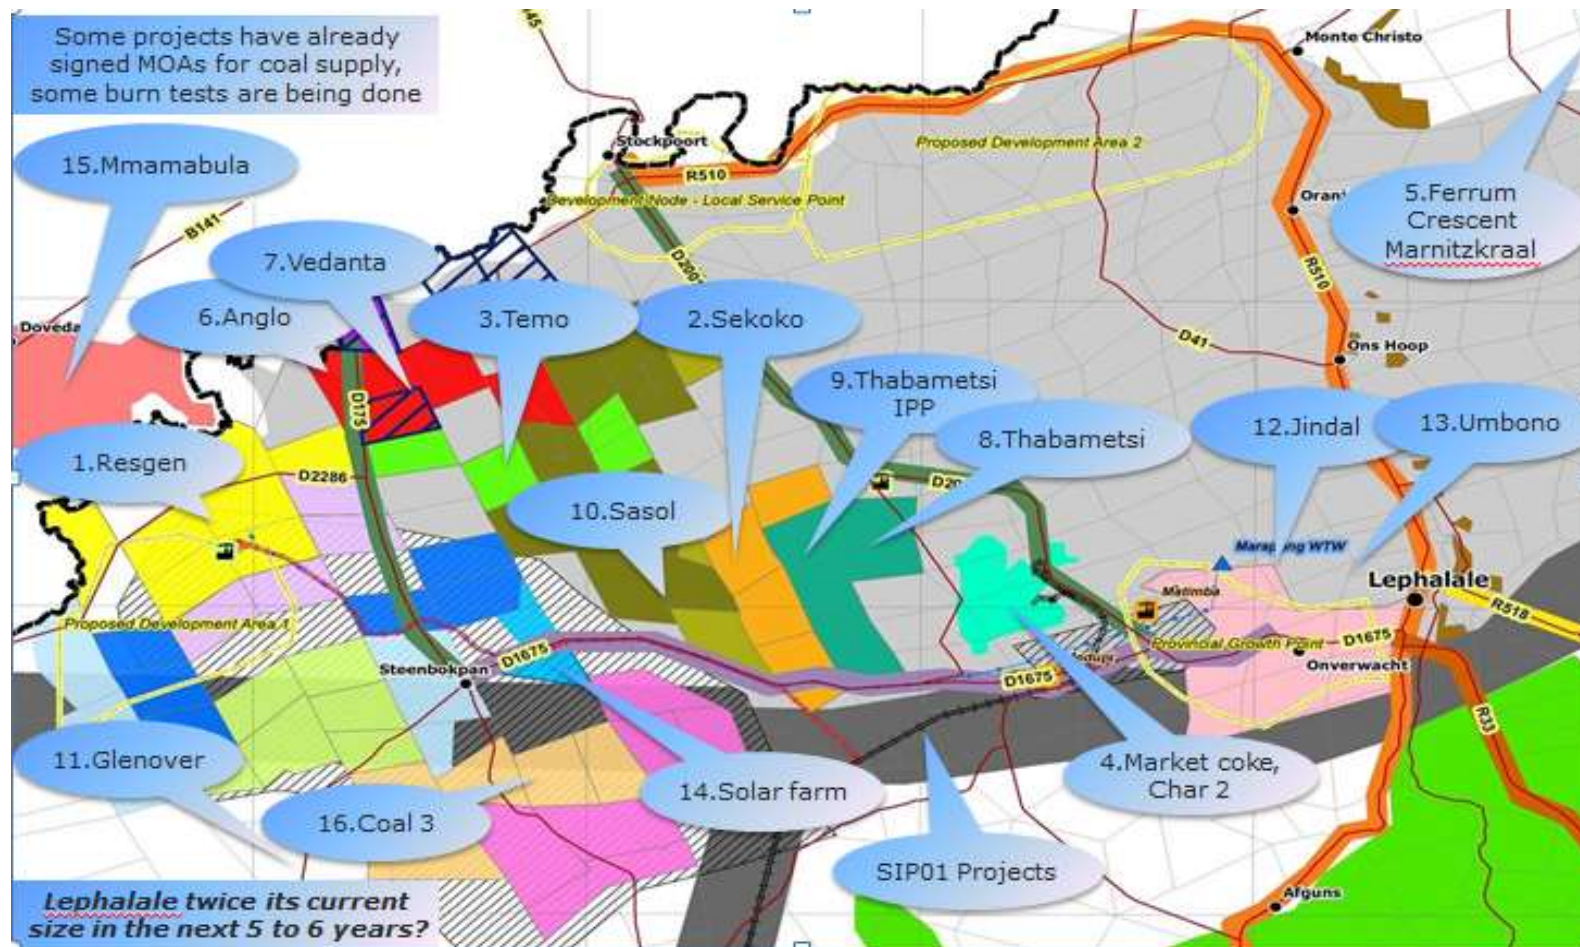 Some projects have already
signed MOAs for coal supply,
some burn tests are being done
Monte Christo
Stockpoort
Proposed Development Area 2
15.Mmamabula
R510
5.Ferrum
Crescent
Marnitzkraal
Development Node - Local Service Point
B141
7.Vedanta
R510
6.Anglo
3.Temo
2.Sekoko
D41
Ons Hoop
9.Thabametsi
IPP
D175
12.Jindal
13.Umbono
8.Thabametsi
1.Resgen
D2286
10.Sasol
Lephalale
Matimba
R518
Proposed Development Area 1
Provincial Growth Point
D1675
Steenbokpan
D1675
Onverwacht
D1675
R33
11.Glenover
14.Solar farm
4.Market coke,
Char 2
16.Coal 3
SIP01 Projects
Afguns
Lephalale twice its current
size in the next 5 to 6 years?